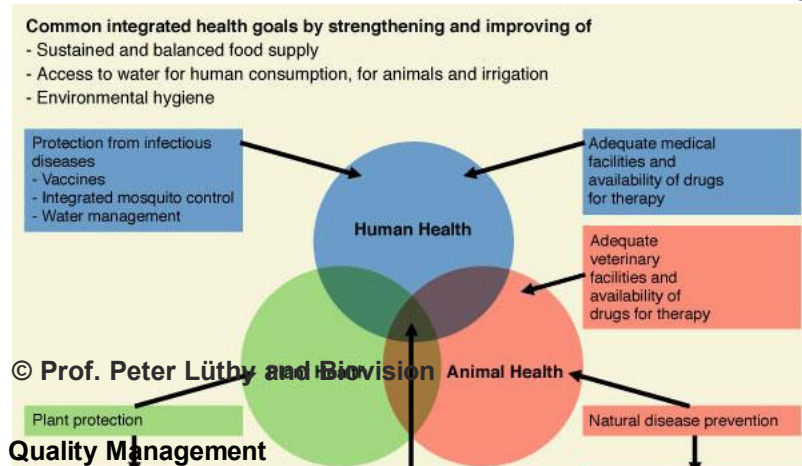 Common integrated health goals by strengthening and improving of
- Sustained and balanced food supply
- Access to water for human consumption, for animals and irrigation
- Environmental hygiene
Protection from infectious
diseases
- Vaccines
- Integrated mosquito control
- Water management
Adequate medical
facilities and
availability of drugs
for therapy
Human Health
Adequate
veterinary
facilities and
availability of
drugs for therapy
© Prof. Peter Lüthy and Biovision
Animal Health
Plant protection
Natural disease prevention
Quality Management